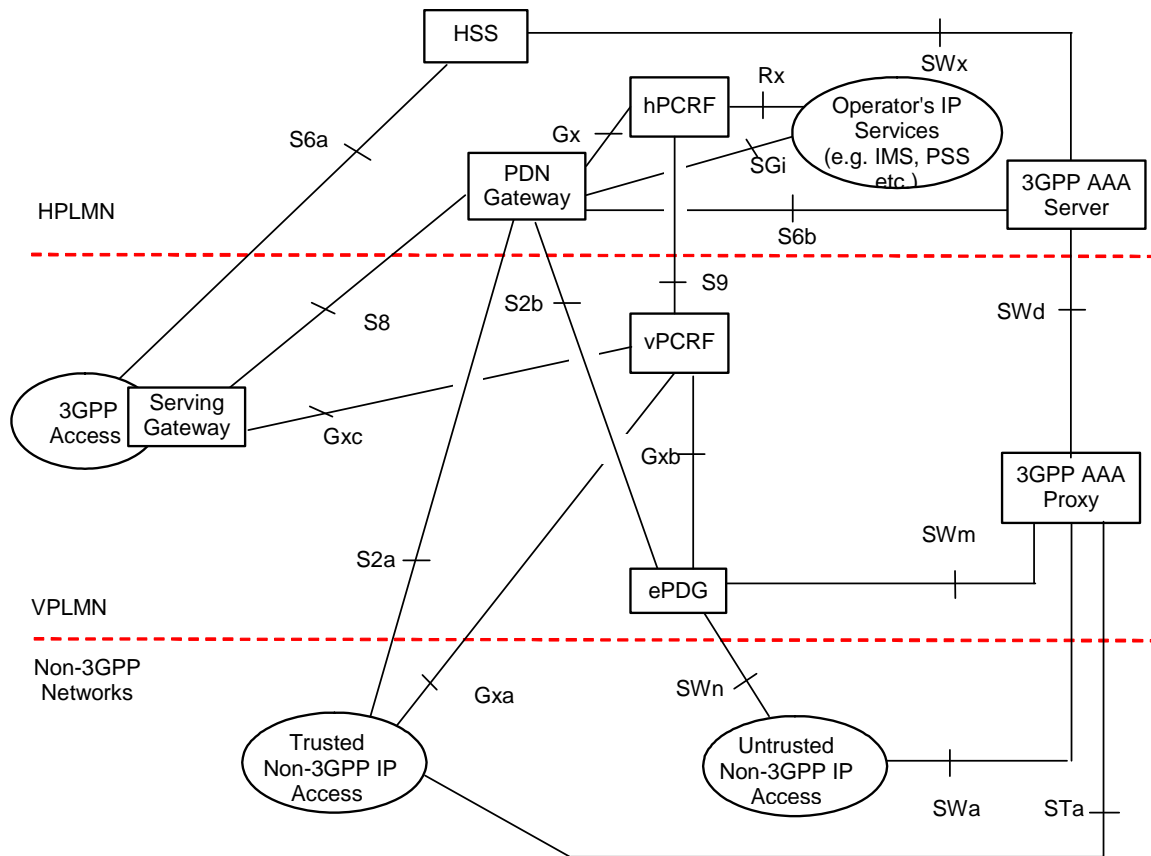 HSS
SWx
Rx
hPCRF
Operator's IP
Services
(e.g. IMS, PSS
etc.)
Gx
S6a
SGi
PDN
Gateway
3GPP AAA
Server
HPLMN
S6b
S2b
S9
SWd
S8
vPCRF
3GPP
Access
Serving
Gateway
Gxc
Gxb
3GPP AAA
Proxy
SWm
S2a
ePDG
VPLMN
Non-3GPP
Networks
Gxa
SWn
Trusted
Non-3GPP IP
Access
Untrusted
Non-3GPP IP
Access
SWa
STa